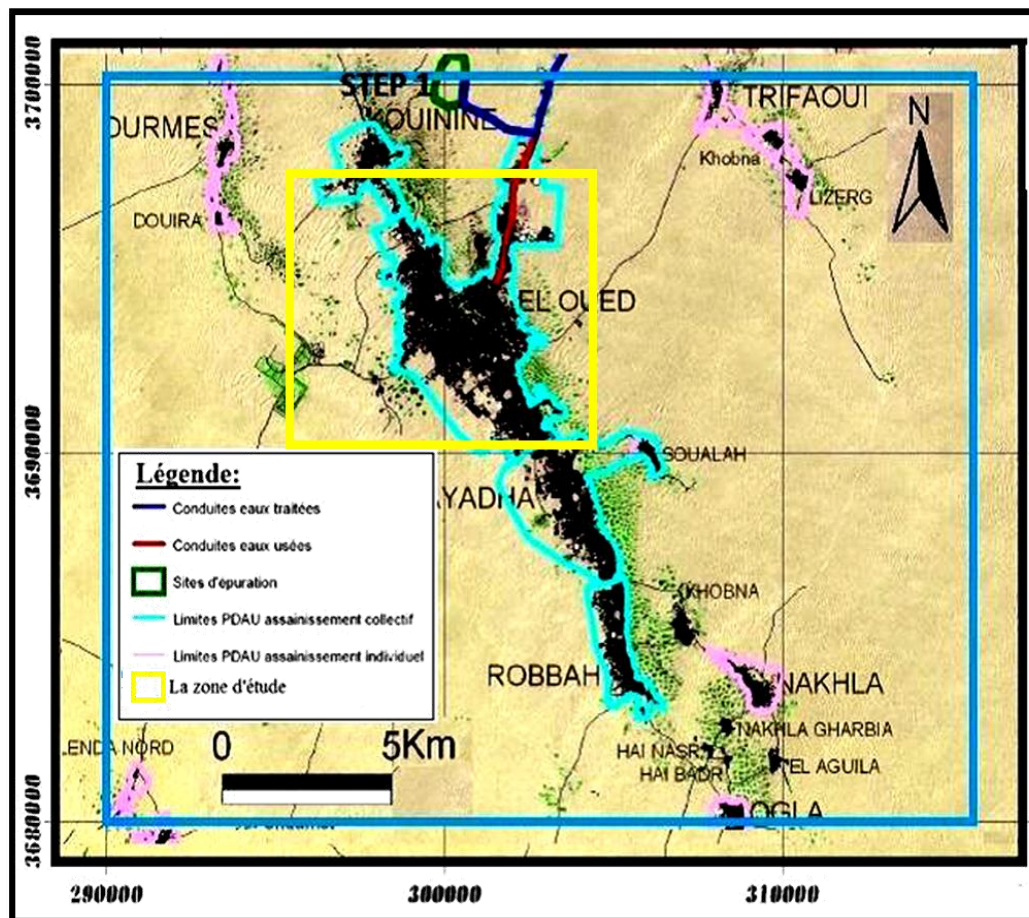 3700000
3690000
3680000
290000
300000
310000
STEP 1
KOUININE
OURMES
DOUIRA
TRIFAOUI
Khobna
LIZERG
N
EL OUED
SOUALAH
AYADHA
KHOBNA
ROBBAH
NAKHLA
NAKHLA GHARBIA
HAI NASR
HAI BADR
EL AGUILA
OGLA
LENDA NORD
Légende:
Conduites eaux traitées
Conduites eaux usées
Sites d'épuration
Limites PDAU assainissement collectif
Limites PDAU assainissement individuel
La zone d'étude
0 5Km